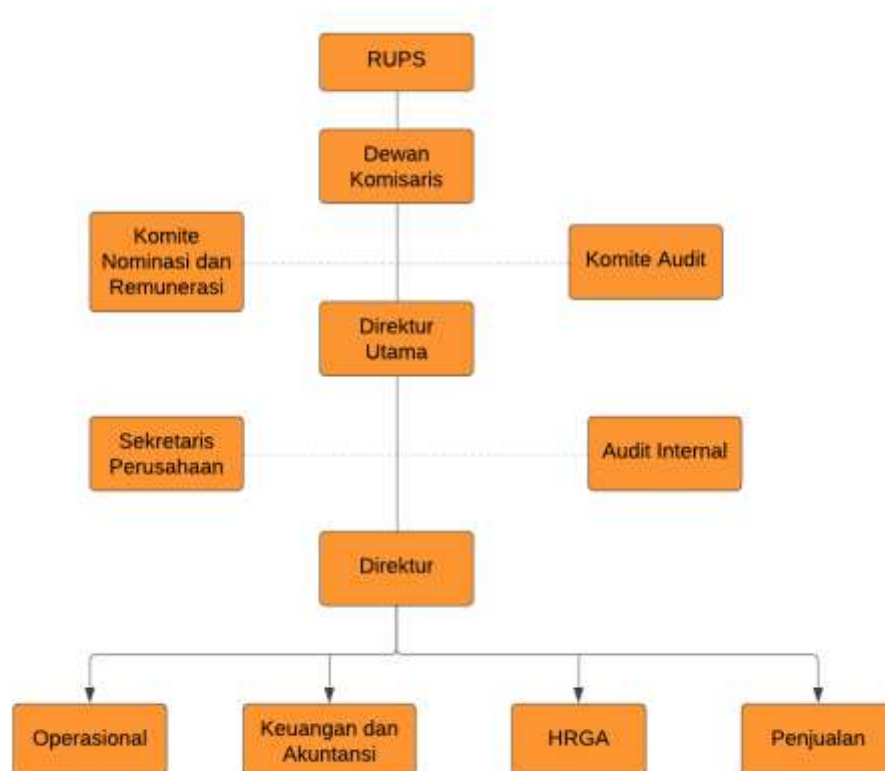 RUPS
Dewan
Komisaris
Komite
Nominasi dan
Remunerasi
Komite Audit
Direktur
Utama
Sekretaris
Perusahaan
Audit Internal
Direktur
Operasional
Keuangan dan
Akuntansi
HRGA
Penjualan